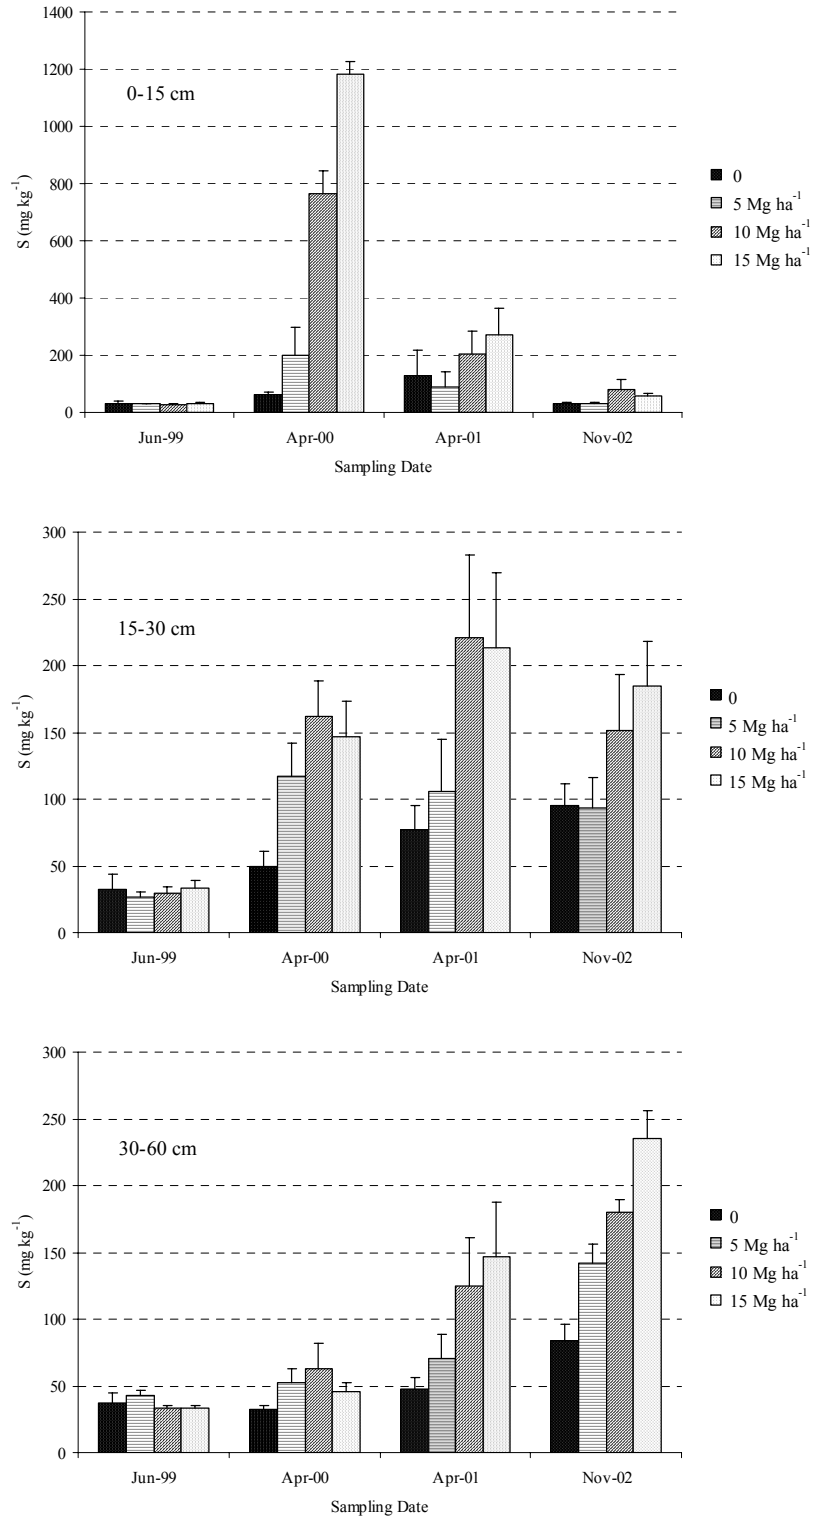 1400
1200
1000
800
600
400
200
0
S (mg kg⁻¹)
0-15 cm
Jun-99 Apr-00 Apr-01 Nov-02
Sampling Date
0
5 Mg ha⁻¹
10 Mg ha⁻¹
15 Mg ha⁻¹
300
250
200
150
100
50
0
S (mg kg⁻¹)
15-30 cm
Jun-99 Apr-00 Apr-01 Nov-02
Sampling Date
0
5 Mg ha⁻¹
10 Mg ha⁻¹
15 Mg ha⁻¹
300
250
200
150
100
50
0
S (mg kg⁻¹)
30-60 cm
Jun-99 Apr-00 Apr-01 Nov-02
Sampling Date
0
5 Mg ha⁻¹
10 Mg ha⁻¹
15 Mg ha⁻¹